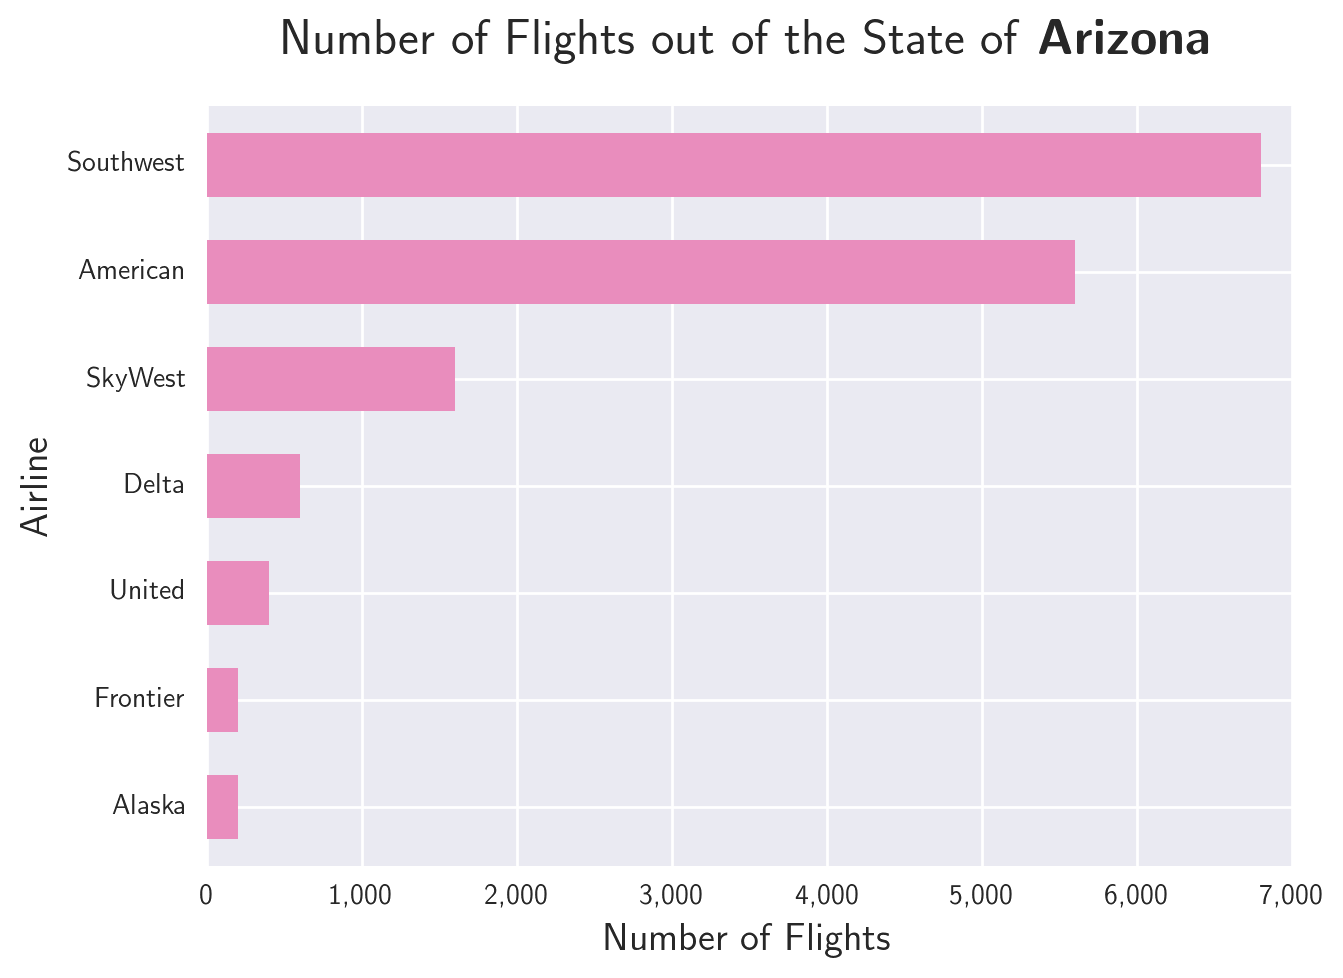 Number of Flights out of the State of Arizona
Southwest
American
SkyWest
Delta
United
Frontier
Alaska
Airline
0 1,000 2,000 3,000 4,000 5,000 6,000 7,000
Number of Flights